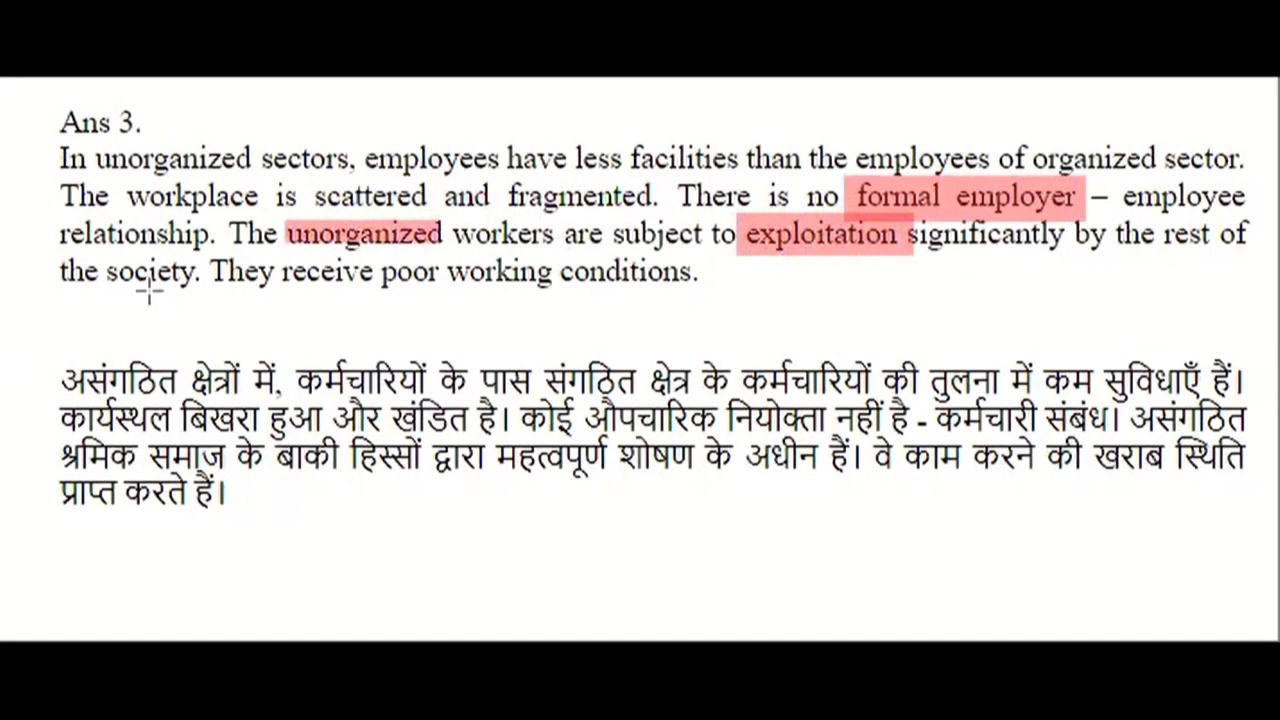 Ans 3.
In unorganized sectors, employees have less facilities than the employees of organized sector.
The workplace is scattered and fragmented. There is no formal employer – employee
relationship. The unorganized workers are subject to exploitation significantly by the rest of
the society. They receive poor working conditions.
असंगठित क्षेत्रों में, कर्मचारियों के पास संगठित क्षेत्र के कर्मचारियों की तुलना में कम सुविधाएँ हैं।
कार्यस्थल बिखरा हुआ और खंडित है। कोई औपचारिक नियोक्ता नहीं है - कर्मचारी संबंध। असंगठित
श्रमिक समाज के बाकी हिस्सों द्वारा महत्वपूर्ण शोषण के अधीन हैं। वे काम करने की खराब स्थिति
प्राप्त करते हैं।